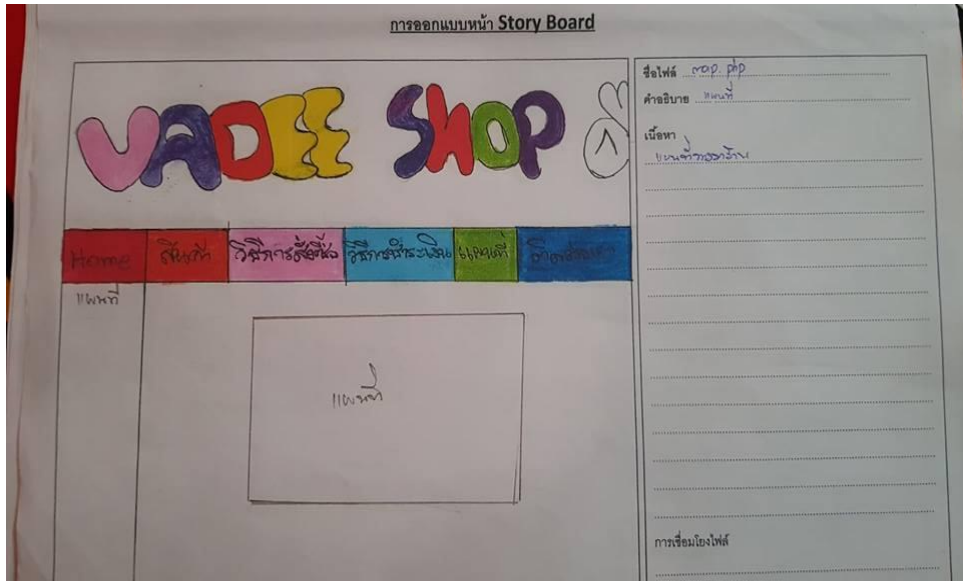 การออกแบบหน้า Story Board
VADEE SHOP
Home สินค้า วิธีการสั่งซื้อ วิธีการชำระเงิน แผนที่
แผนที่
แผนที่
ชื่อไฟล์ map.php
คำอธิบาย แผนที่
เนื้อหา
แผนที่ของร้าน
การเชื่อมโยงไฟล์